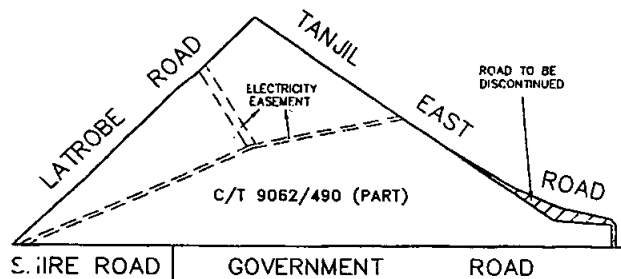 LATROBE ROAD
TANJIL EAST ROAD
ROAD TO BE
DISCONTINUED
ELECTRICITY
EASEMENT
C/T 9062/490 (PART)
ROAD
GOVERNMENT ROAD